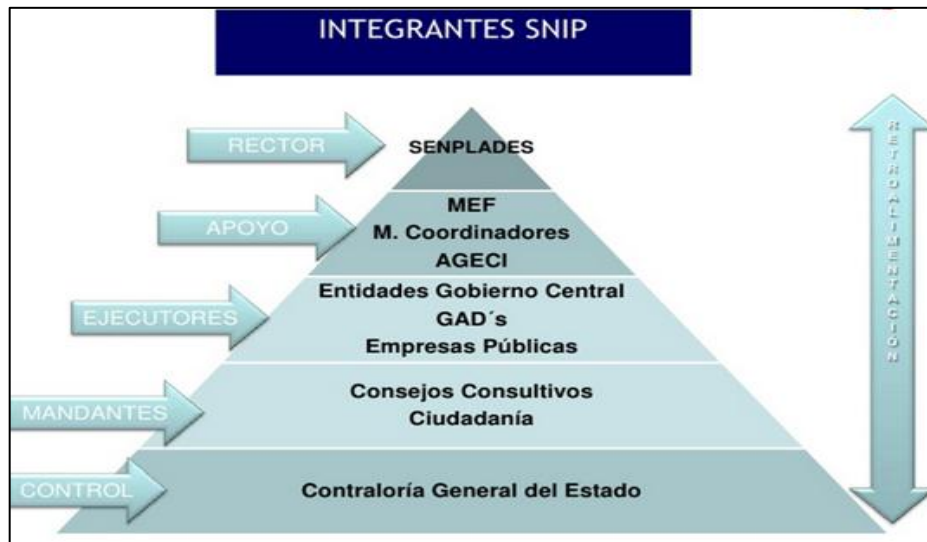 INTEGRANTES SNIP
RECTOR
SENPLADES
APOYO
MEF
M. Coordinadores
AGECI
EJECUTORES
Entidades Gobierno Central
GAD´s
Empresas Públicas
MANDANTES
Consejos Consultivos
Ciudadanía
CONTROL
Contraloría General del Estado
RETROALIMENTACIÓN